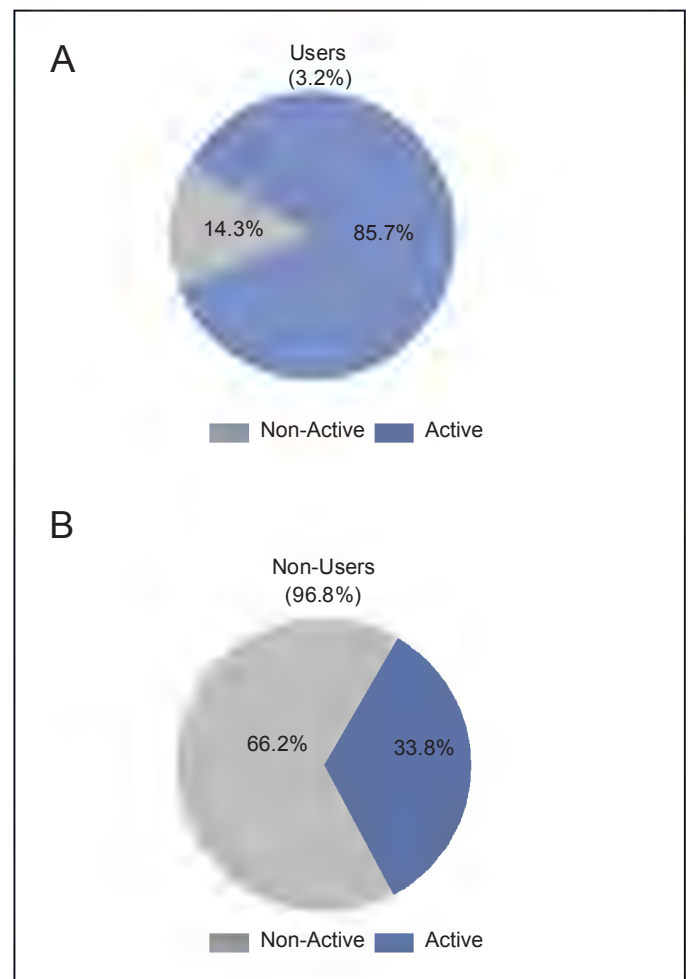 A
Users
(3.2%)
14.3%
85.7%
Non-Active
Active
B
Non-Users
(96.8%)
66.2%
33.8%
Non-Active
Active